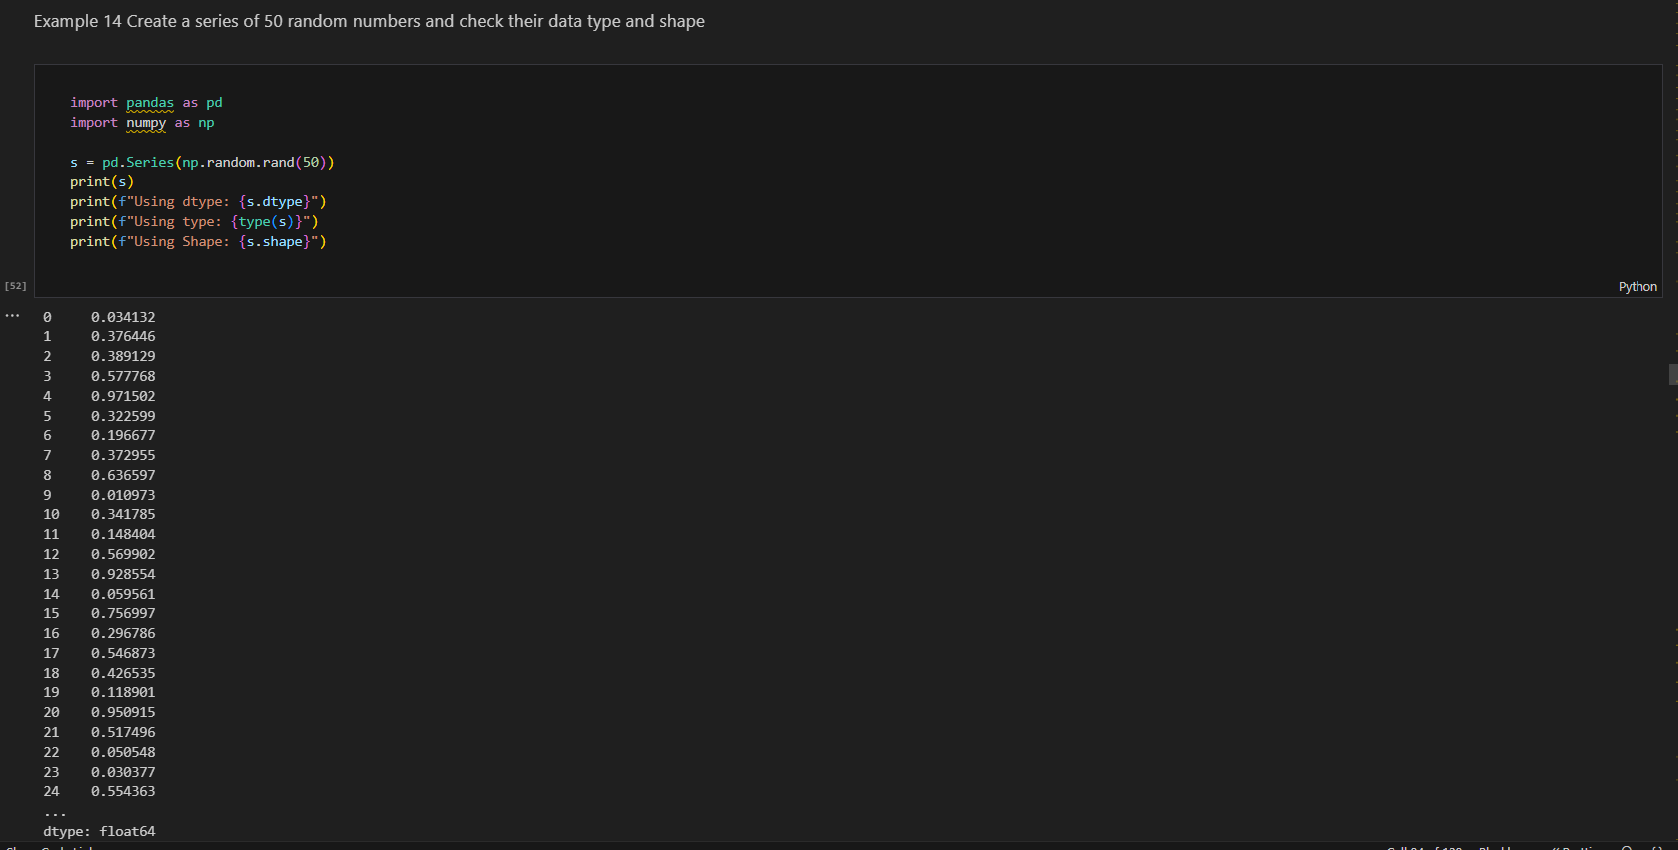 Example 14 Create a series of 50 random numbers and check their data type and shape
import pandas as pd
import numpy as np
s = pd.Series(np.random.rand(50))
print(s)
print(f"Using dtype: {s.dtype}")
print(f"Using type: {type(s)}")
print(f"Using Shape: {s.shape}")
[52]
Python
...
0 0.034132
1 0.376446
2 0.389129
3 0.577768
4 0.971502
5 0.322599
6 0.196677
7 0.372955
8 0.636597
9 0.010973
10 0.341785
11 0.148404
12 0.569902
13 0.928554
14 0.059561
15 0.756997
16 0.296786
17 0.546873
18 0.426535
19 0.118901
20 0.950915
21 0.517496
22 0.050548
23 0.030377
24 0.554363
...
dtype: float64